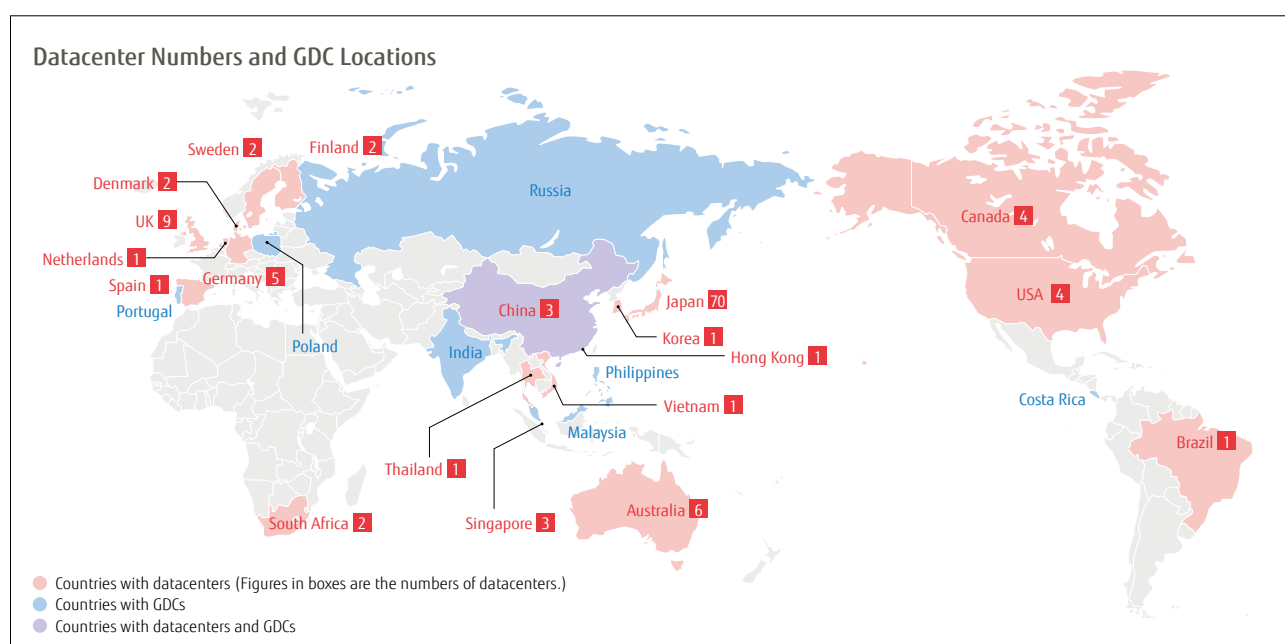 Datacenter Numbers and GDC Locations
Sweden 2
Finland 2
Denmark 2
Russia
UK 9
Canada 4
Netherlands 1
Germany 5
Spain 1
Portugal
China 3
Japan 70
USA 4
Korea 1
Poland
India
Hong Kong 1
Philippines
Vietnam 1
Costa Rica
Malaysia
Brazil 1
Thailand 1
South Africa 2
Singapore 3
Australia 6
Countries with datacenters (Figures in boxes are the numbers of datacenters.)
Countries with GDCs
Countries with datacenters and GDCs